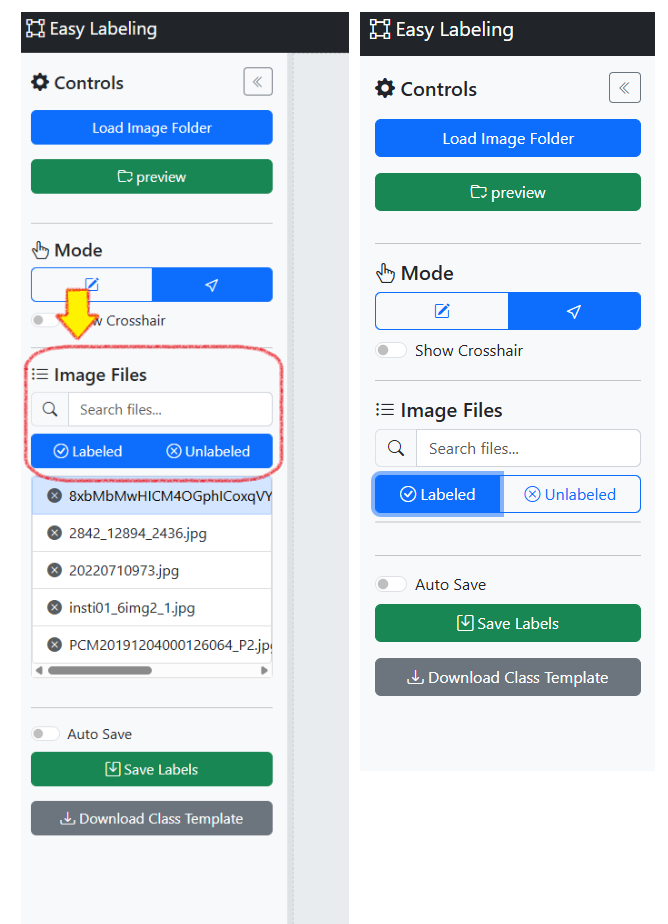 Easy Labeling
Controls
Load Image Folder
preview
Mode
Show Crosshair
Image Files
Search files...
Labeled Unlabeled
8xbMbMwHICM4OGphICoxqVY
2842_12894_2436.jpg
20220710973.jpg
insti01_6img2_1.jpg
PCM20191204000126064_P2.jpg
Auto Save
Save Labels
Download Class Template
Easy Labeling
Controls
Load Image Folder
preview
Mode
Show Crosshair
Image Files
Search files...
Labeled Unlabeled
Auto Save
Save Labels
Download Class Template